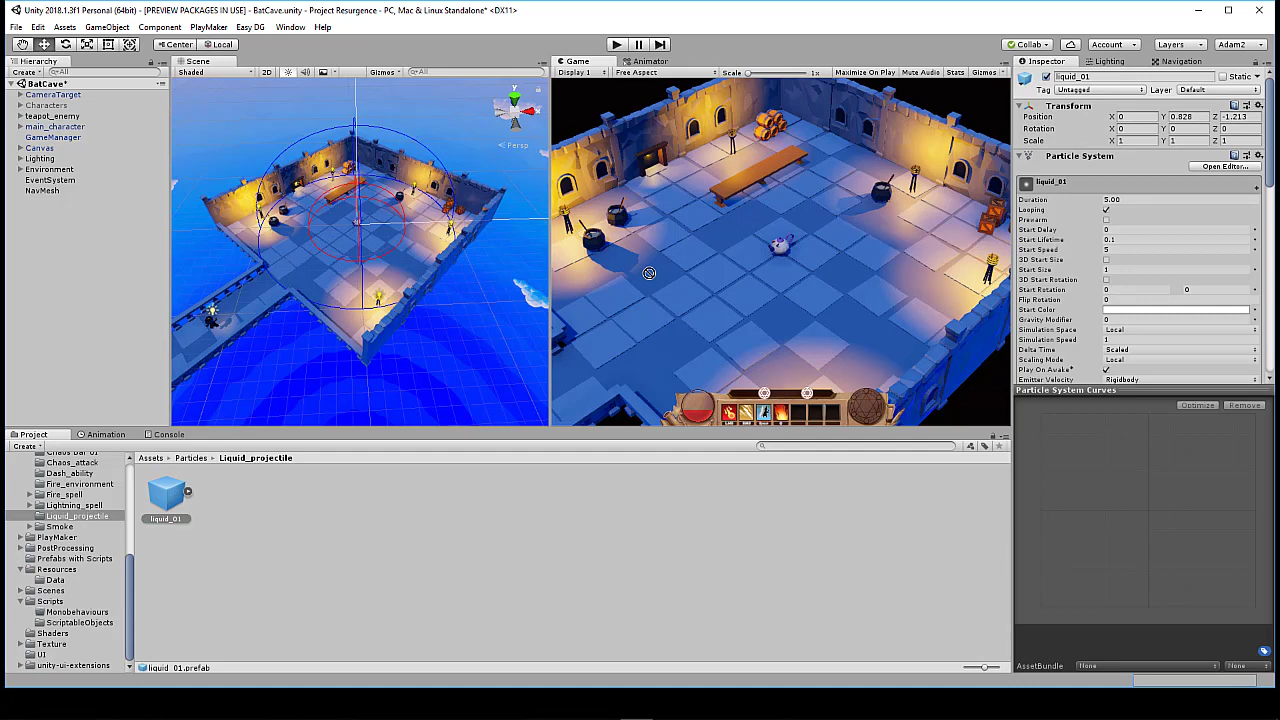 Unity 2018.1.3f1 Personal (64bit) - [PREVIEW PACKAGES IN USE] - BatCave.unity - Project Resurgence - PC, Mac & Linux Standalone* <DX11>
File Edit Assets GameObject Component PlayMaker Easy DG Window Help
Center Local Collab Account Layers Adam2
Hierarchy Scene Game Animator Inspector Lighting Navigation
Create All Shaded 2D Gizmos All Display 1 Free Aspect Scale 1x Maximize On Play Mute Audio Stats Gizmos
liquid_01 Static
Tag Untagged Layer Default
BatCave*
CameraTarget
Characters
teapot_enemy
main_character
GameManager
Canvas
Lighting
Environment
EventSystem
NavMesh
Y
Persp
Transform
Position X 0 Y 0.828 Z -1.213
Rotation X 0 Y 0 Z 0
Scale X 1 Y 1 Z 1
Particle System
Open Editor...
liquid_01
Duration 5.00
Looping
Prewarm
Start Delay 0
Start Lifetime 0.1
Start Speed 5
3D Start Size
Start Size 1
3D Start Rotation
Start Rotation 0 0
Flip Rotation 0
Start Color
Gravity Modifier 0
Simulation Space Local
Simulation Speed 1
Delta Time Scaled
Scaling Mode Local
Play On Awake*
Emitter Velocity Rigidbody
Particle System Curves
Optimize Remove
Project Animation Console
Create
Assets Particles Liquid_projectile
Chaos_attack
Dash_ability
Fire_environment
Fire_spell
Lightning_spell
Liquid_projectile
Smoke
PlayMaker
PostProcessing
Prefabs with Scripts
Resources
Data
Scenes
Scripts
Monobehaviours
ScriptableObjects
Shaders
Texture
UI
unity-ui-extensions
liquid_01
liquid_01.prefab
AssetBundle None None